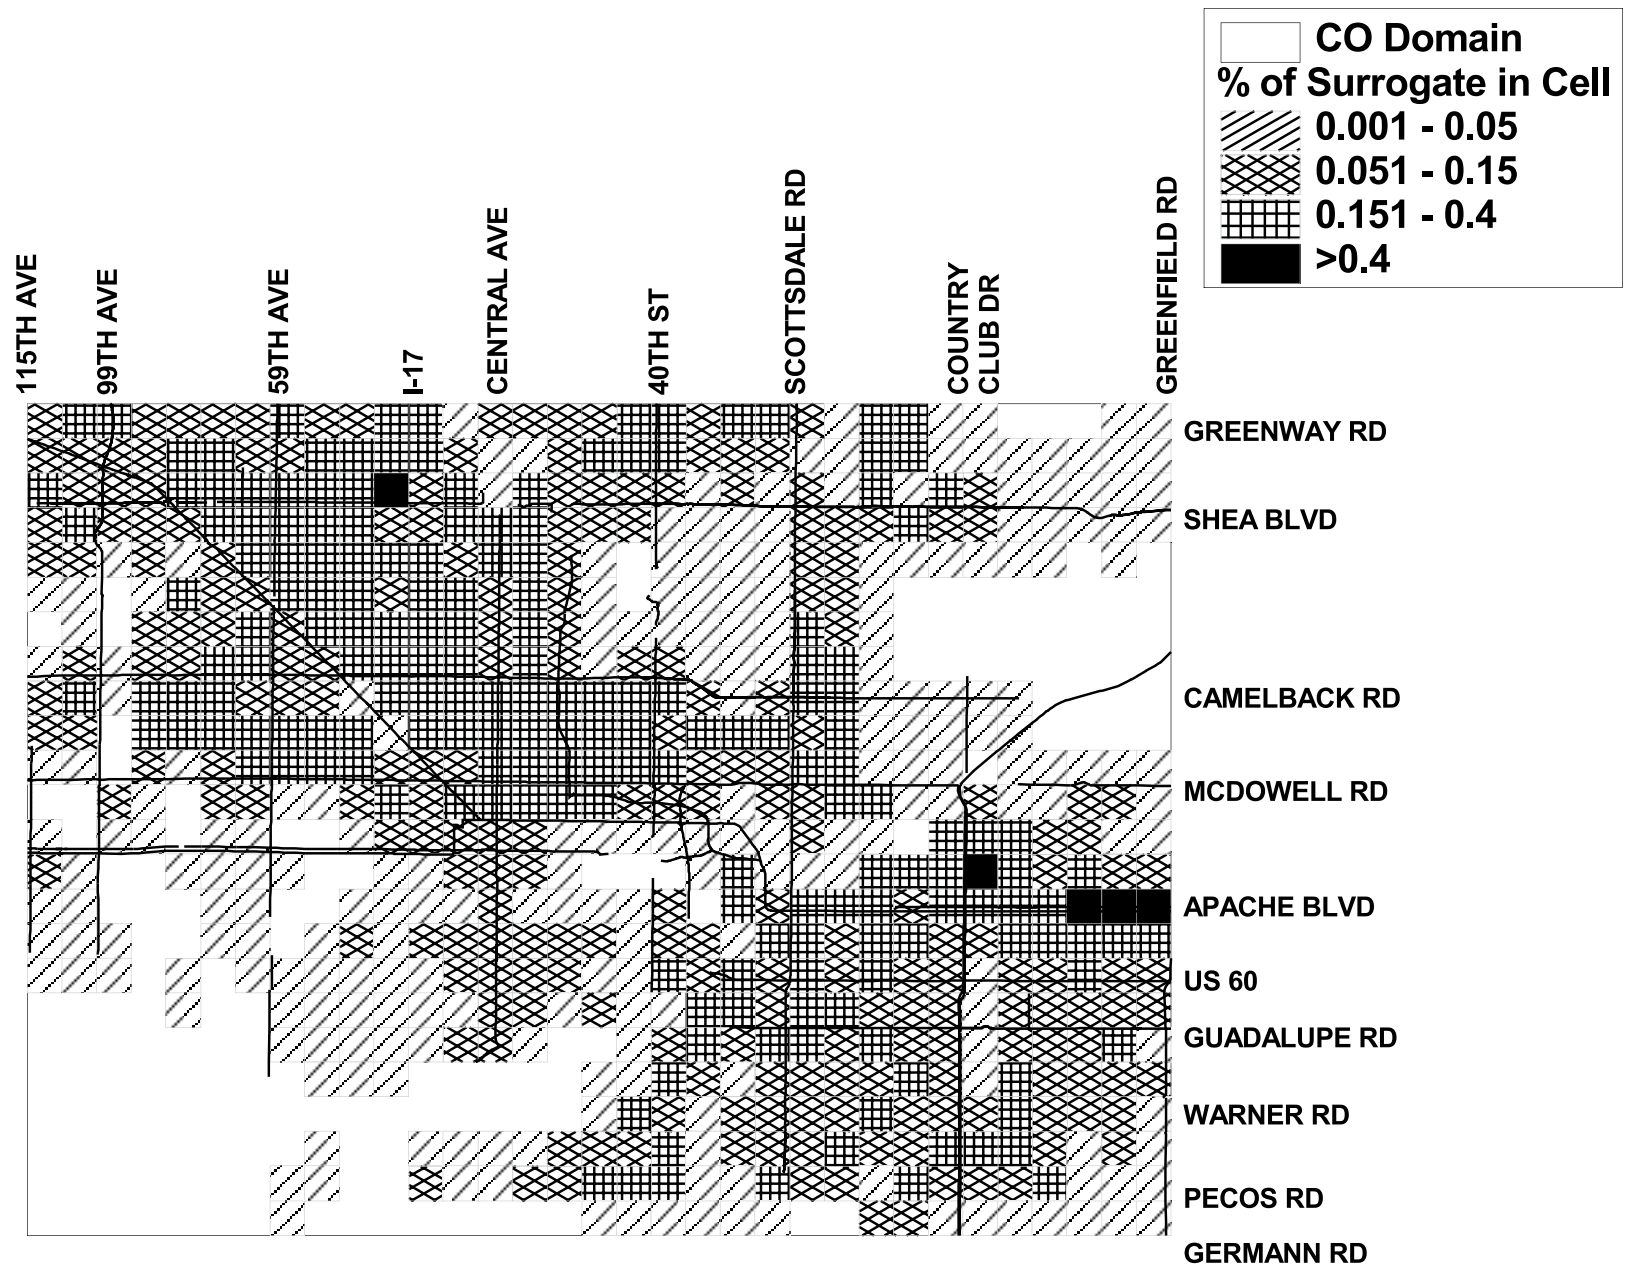 CO Domain
% of Surrogate in Cell
0.001 - 0.05
0.051 - 0.15
0.151 - 0.4
>0.4
115TH AVE
99TH AVE
59TH AVE
I-17
CENTRAL AVE
40TH ST
SCOTTSDALE RD
COUNTRY
CLUB DR
GREENFIELD RD
GREENWAY RD
SHEA BLVD
CAMELBACK RD
MCDOWELL RD
APACHE BLVD
US 60
GUADALUPE RD
WARNER RD
PECOS RD
GERMANN RD